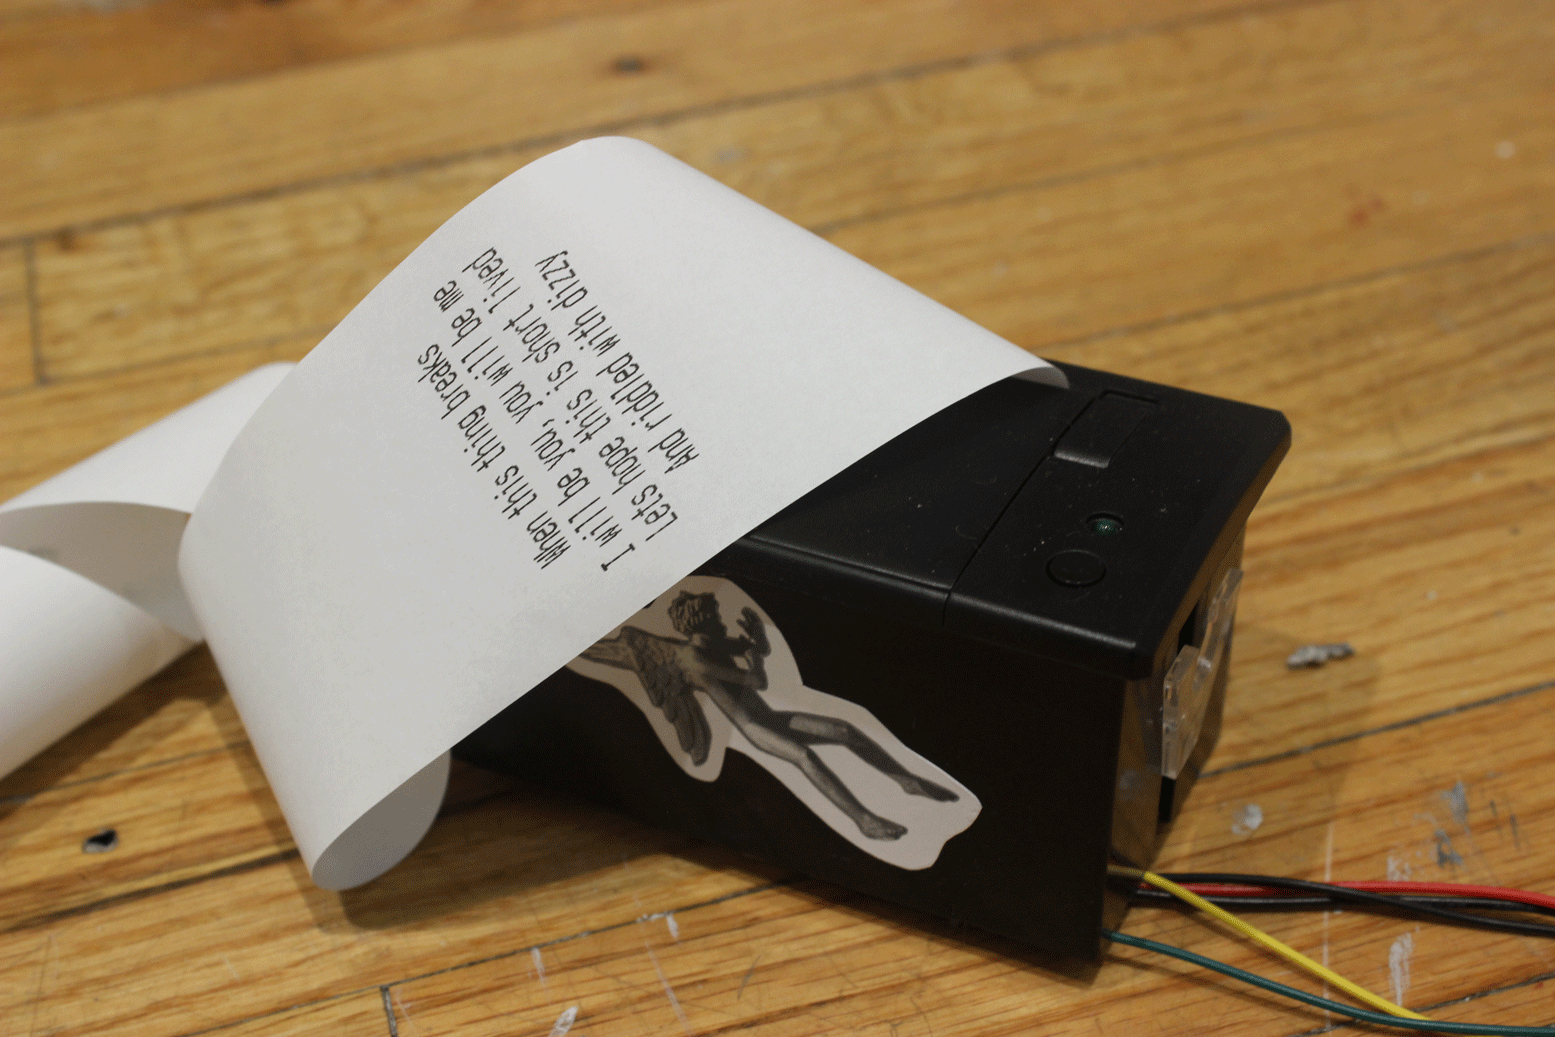 When this thing breaks
I will be you, you will be me
Lets hope this is short lived
And riddled with dizzy